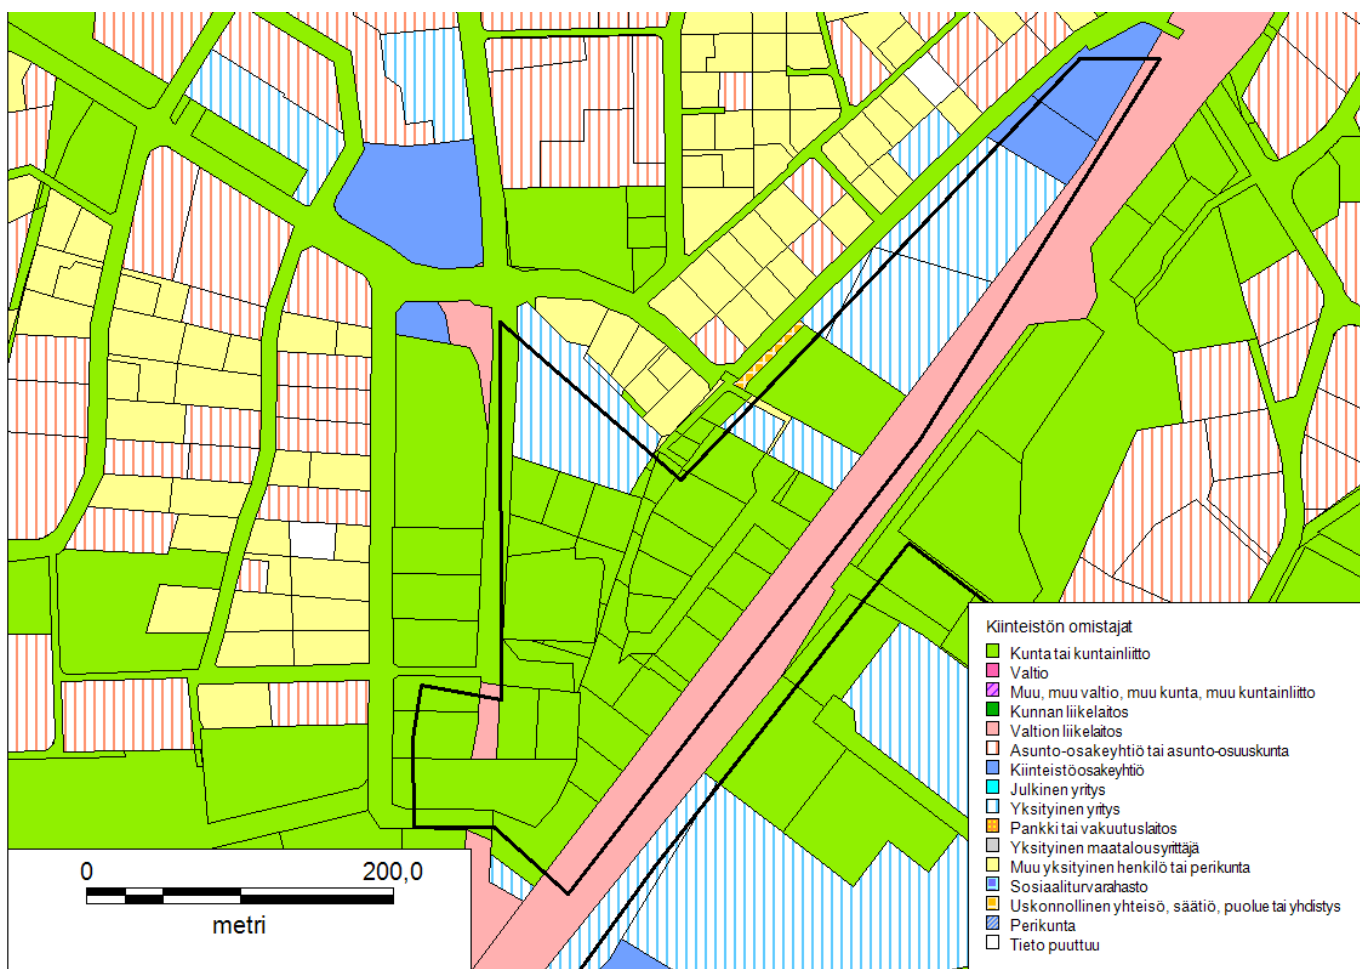 Kiinteistön omistajat
Kunta tai kuntainliitto
Valtio
Muu, muu valtio, muu kunta, muu kuntainliitto
Kunnan liikelaitos
Valtion liikelaitos
Asunto-osakeyhtiö tai asunto-osuuskunta
Kiinteistöosakeyhtiö
Julkinen yritys
Yksityinen yritys
Pankki tai vakuutuslaitos
Yksityinen maatalousyrittäjä
Muu yksityinen henkilö tai perikunta
Sosiaaliturvarahasto
Uskonnollinen yhteisö, säätiö, puolue tai yhdistys
Perikunta
Tieto puuttuu
0 200,0
metri